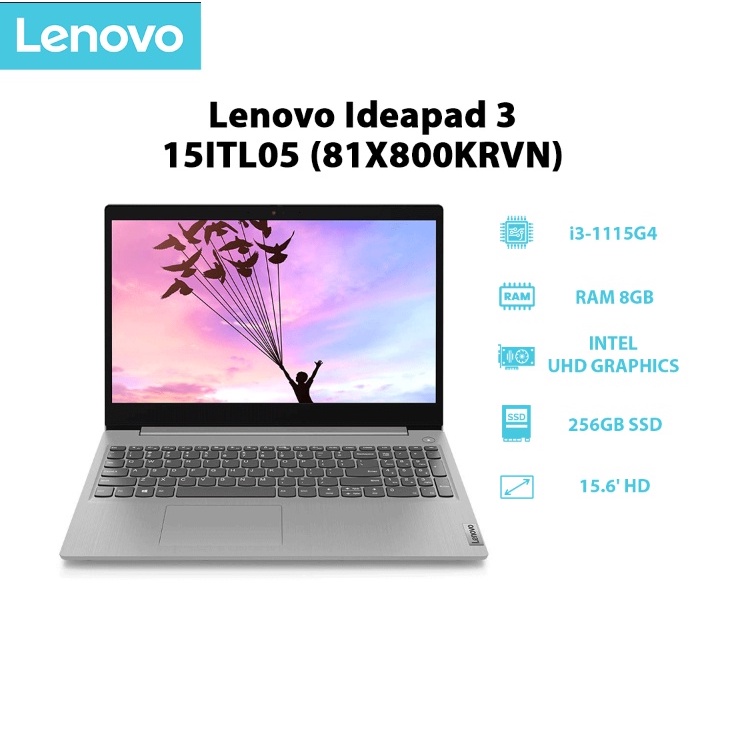 Lenovo
Lenovo Ideapad 3
15ITL05 (81X800KRVN)
i3-1115G4
RAM
RAM 8GB
INTEL
UHD GRAPHICS
SSD
256GB SSD
15.6' HD
Lenovo